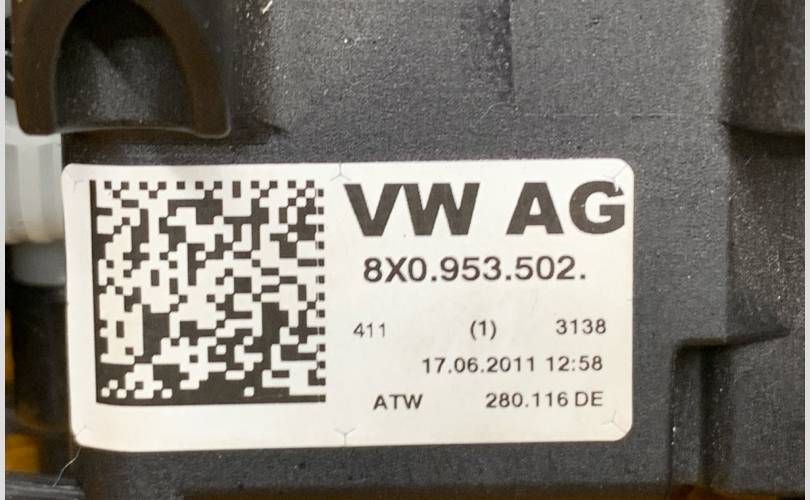 VW AG
8X0.953.502.
411 (1) 3138
17.06.2011 12:58
ATW 280.116 DE